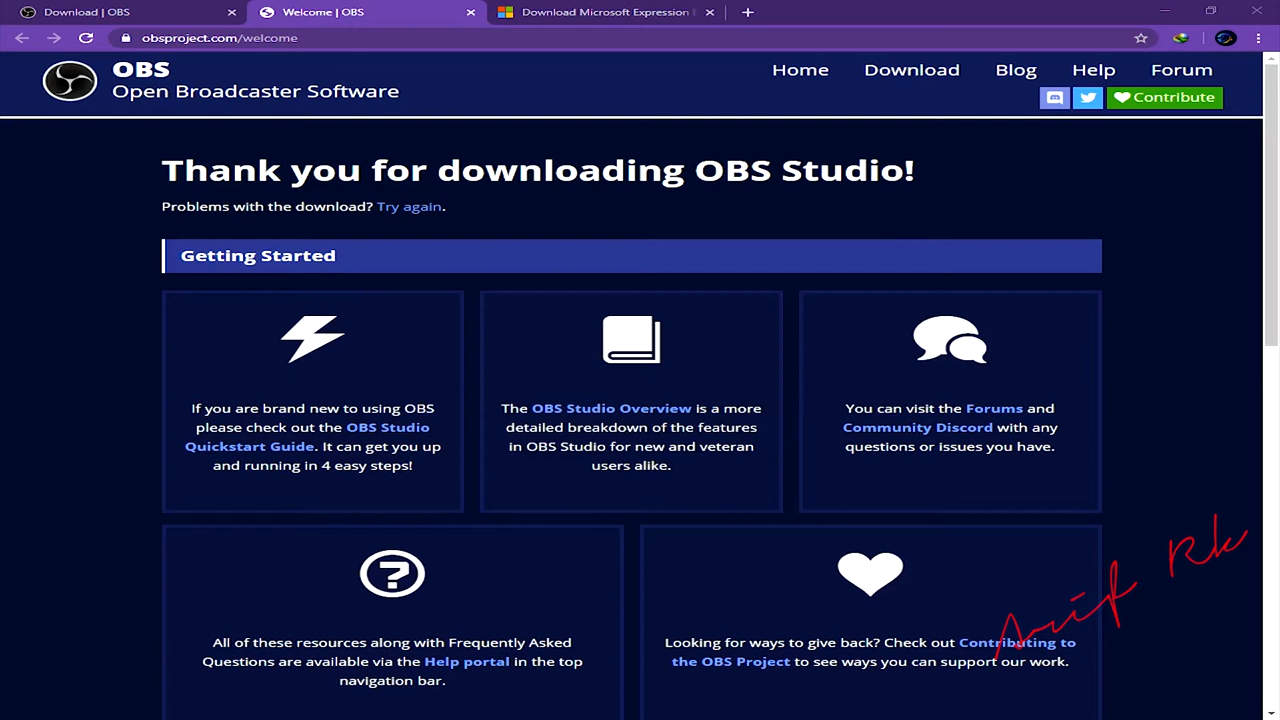 Download | OBS
Welcome | OBS
Download Microsoft Expression
obsproject.com/welcome
OBS
Open Broadcaster Software
Home Download Blog Help Forum
Contribute
Thank you for downloading OBS Studio!
Problems with the download? Try again.
Getting Started
If you are brand new to using OBS
please check out the OBS Studio
Quickstart Guide. It can get you up
and running in 4 easy steps!
The OBS Studio Overview is a more
detailed breakdown of the features
in OBS Studio for new and veteran
users alike.
You can visit the Forums and
Community Discord with any
questions or issues you have.
All of these resources along with Frequently Asked
Questions are available via the Help portal in the top
navigation bar.
Looking for ways to give back? Check out Contributing to
the OBS Project to see ways you can support our work.
Rk